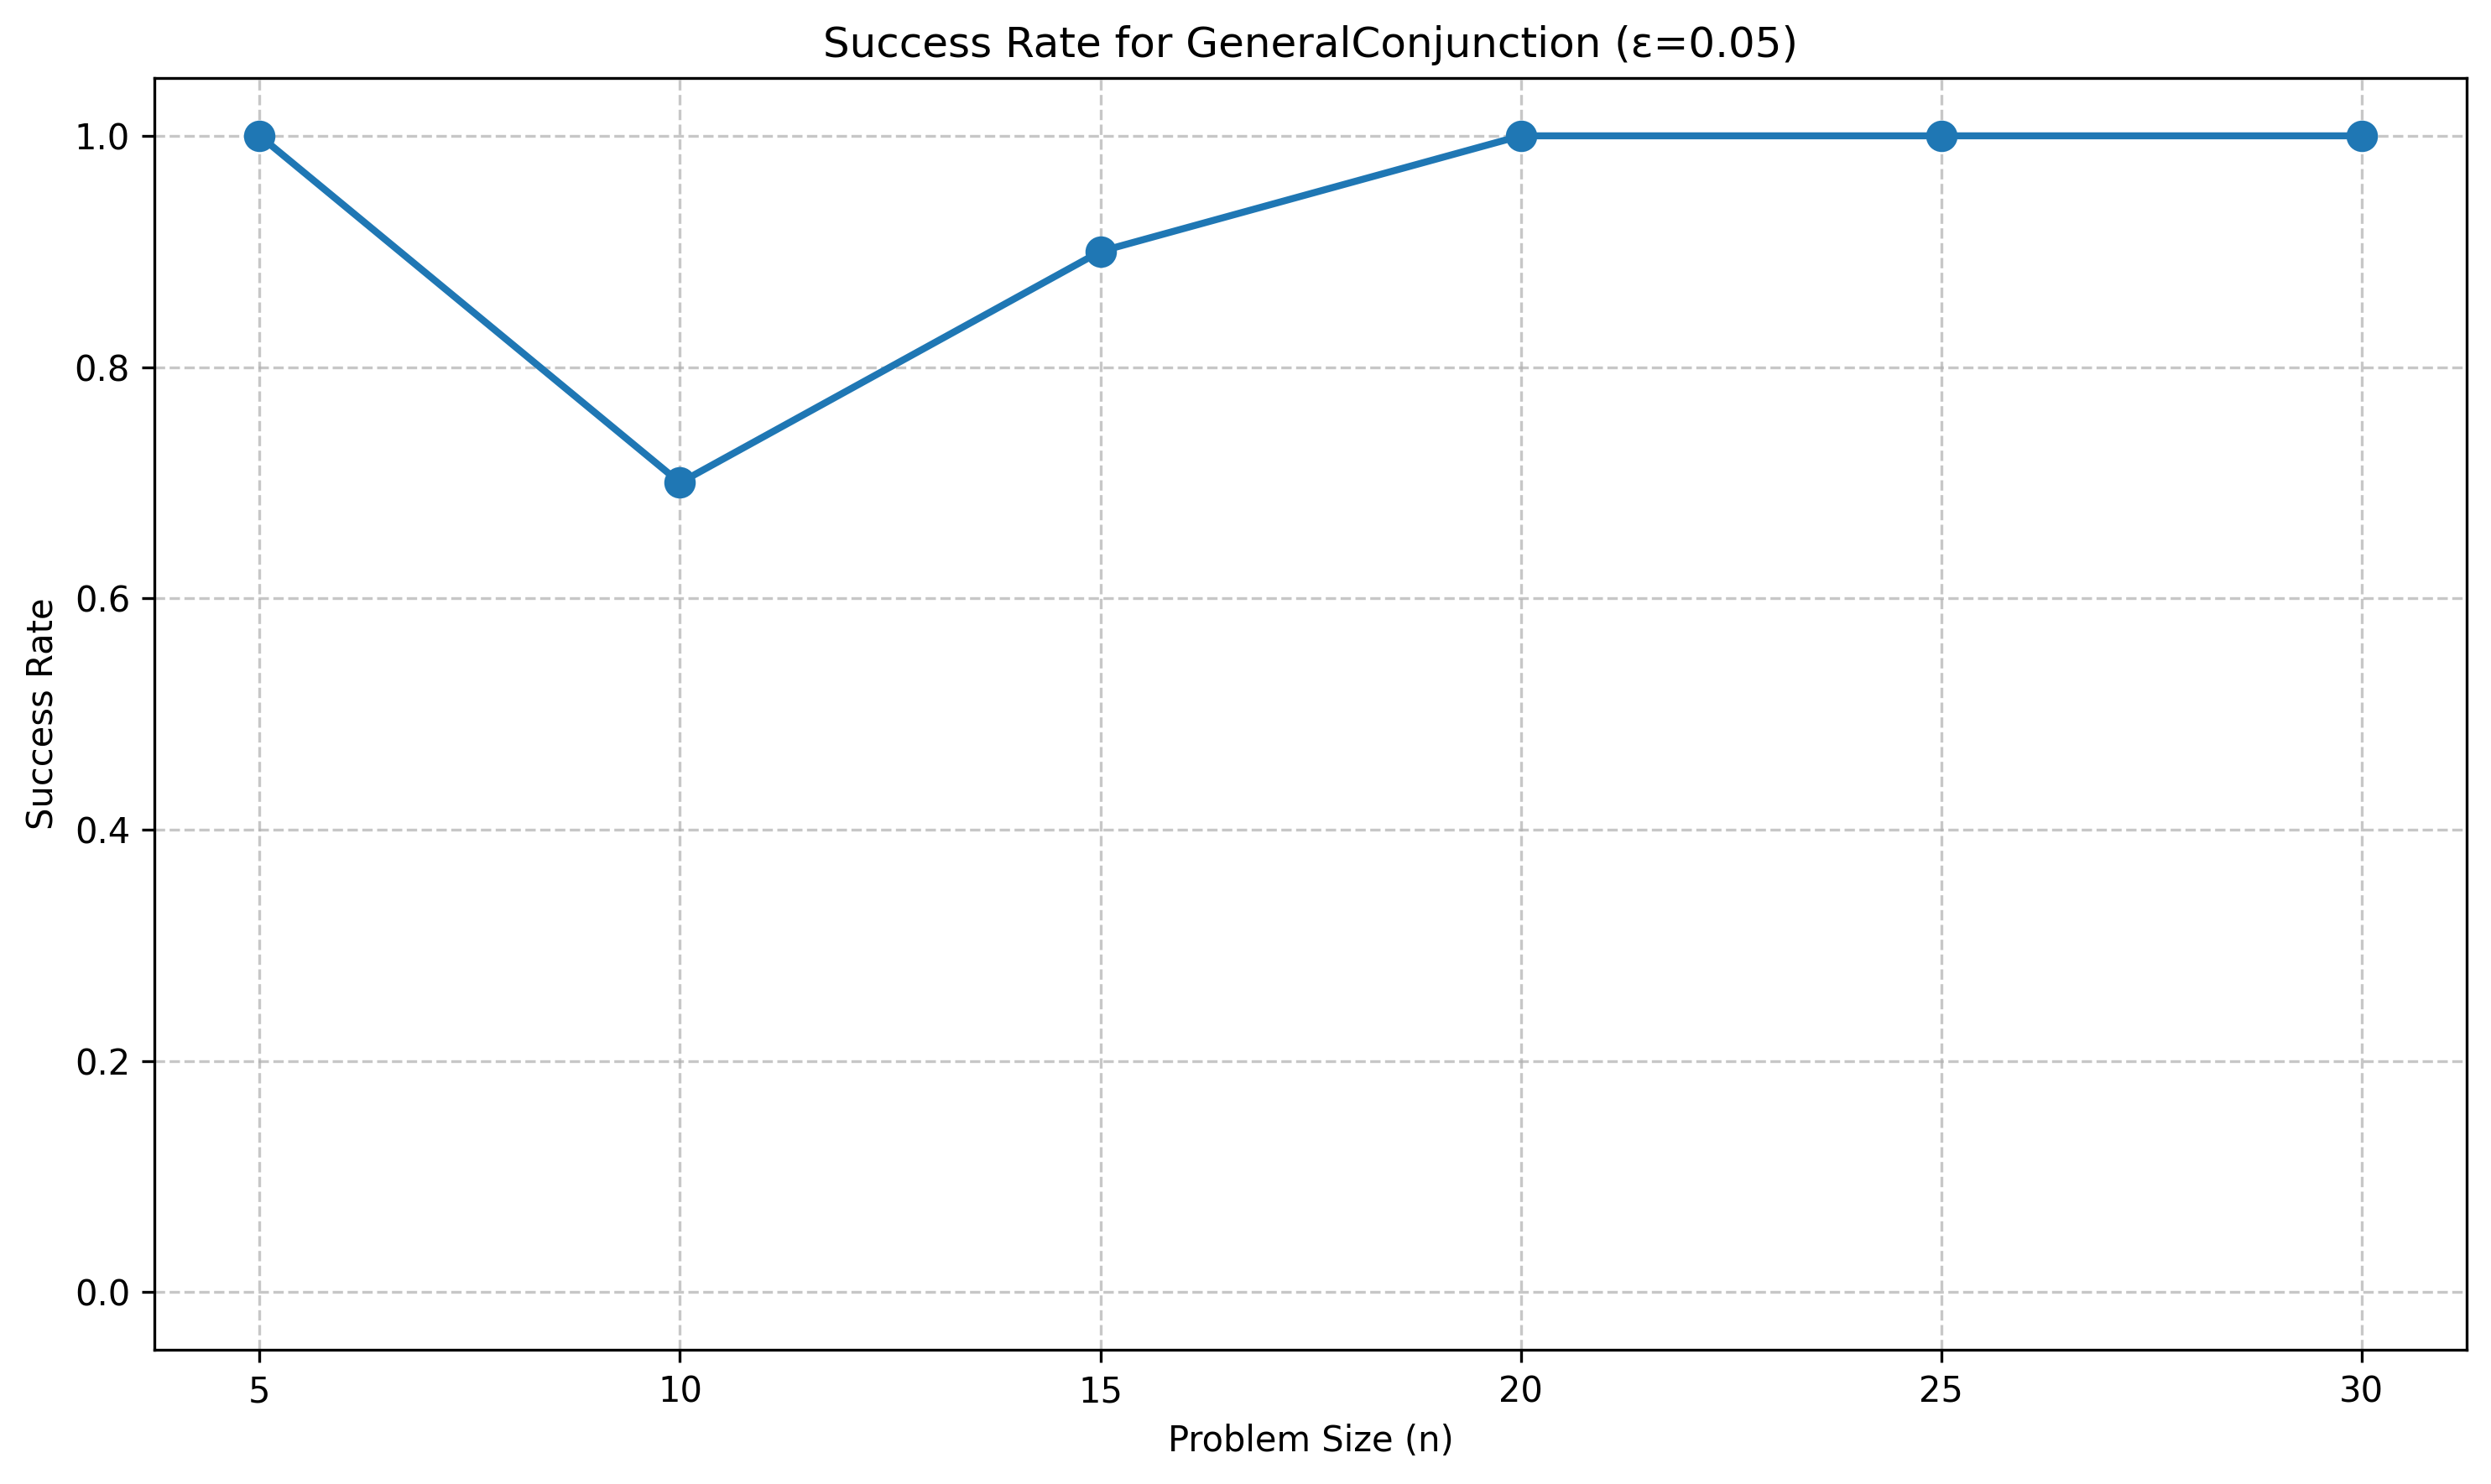 Success Rate for GeneralConjunction (ε=0.05)
Success Rate
1.0
0.8
0.6
0.4
0.2
0.0
5 10 15 20 25 30
Problem Size (n)